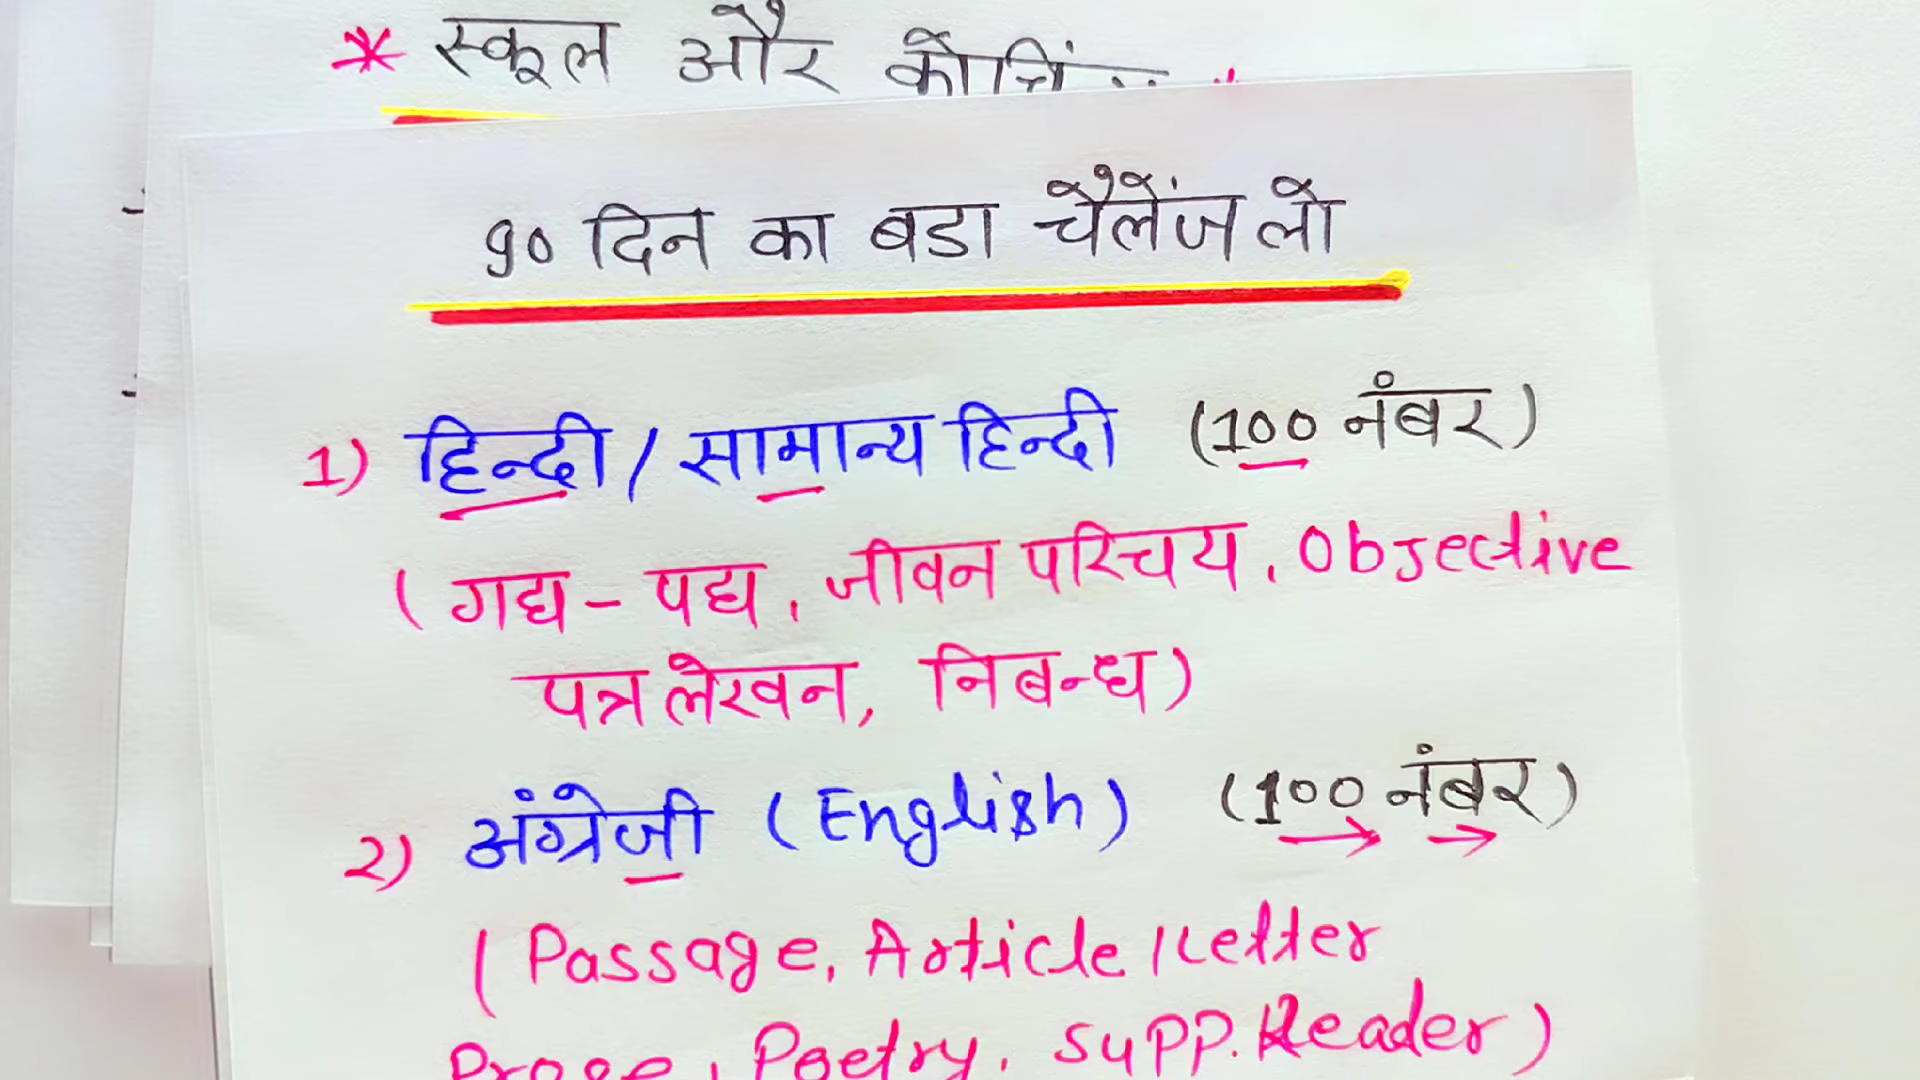 * स्कूल और कोचिंग
90 दिन का बडा चैलेंज लो
1) हिन्दी / सामान्य हिन्दी (100 नंबर)
( गद्य - पद्य, जीवन परिचय, Objective
पत्र लेखन, निबन्ध)
2) अंग्रेजी (English) (100 नंबर)
( Passage, Article / Letter
Prose, Poetry, Supp. Reader)